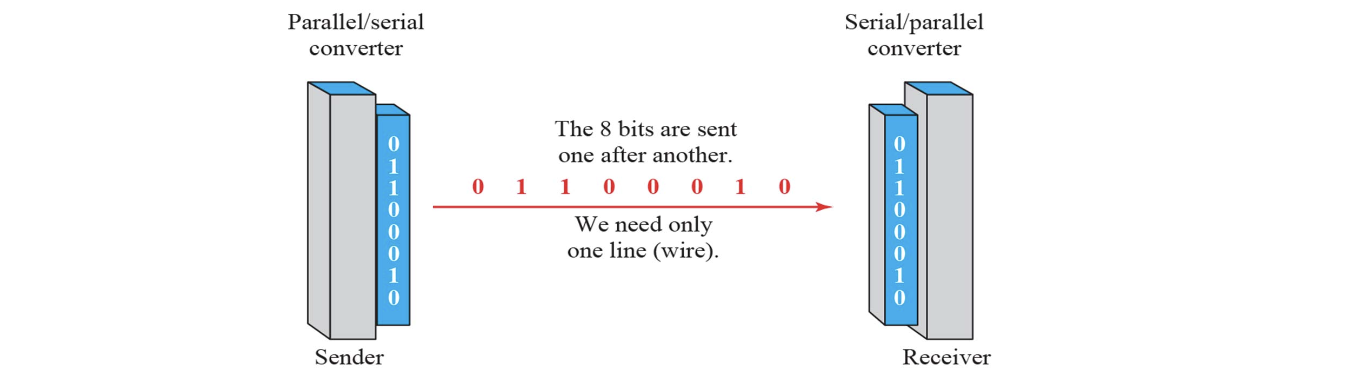 Parallel/serial
converter
Serial/parallel
converter
0
1
1
0
0
0
1
0
The 8 bits are sent
one after another.
0 1 1 0 0 0 1 0
We need only
one line (wire).
0
1
1
0
0
0
1
0
Sender
Receiver